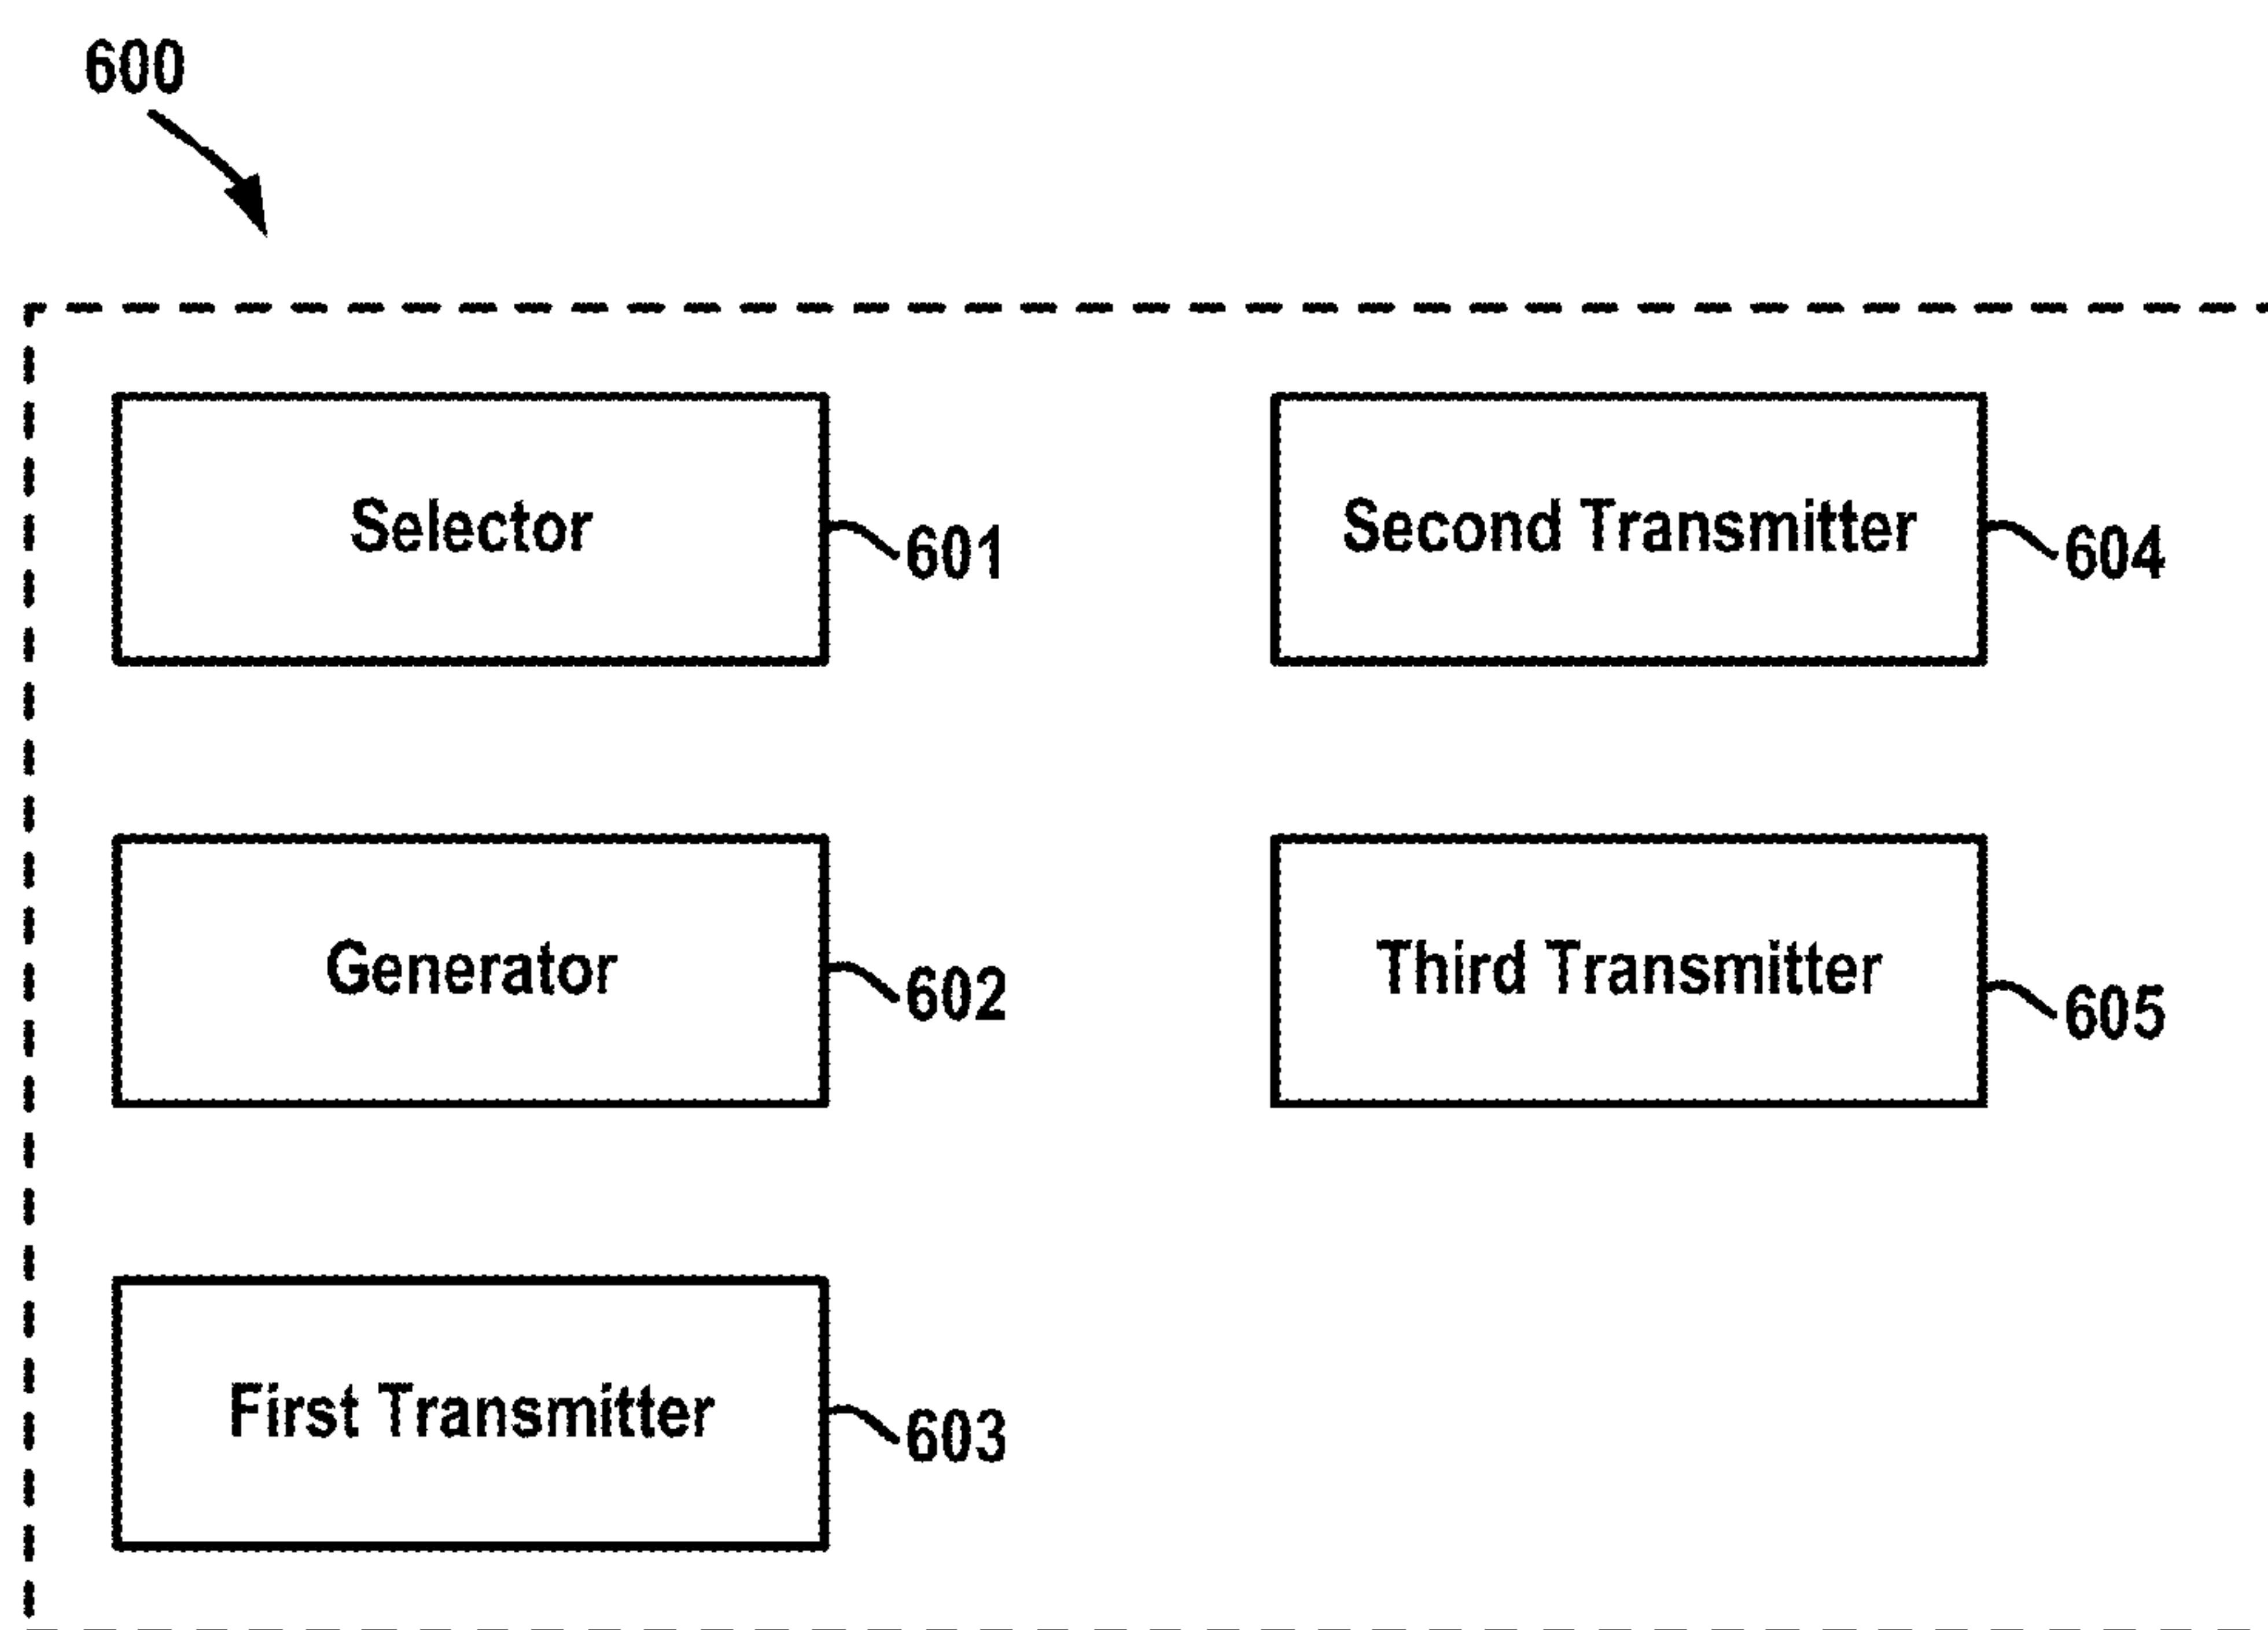 600
Selector
601
Second Transmitter
604
Generator
602
Third Transmitter
605
First Transmitter
603